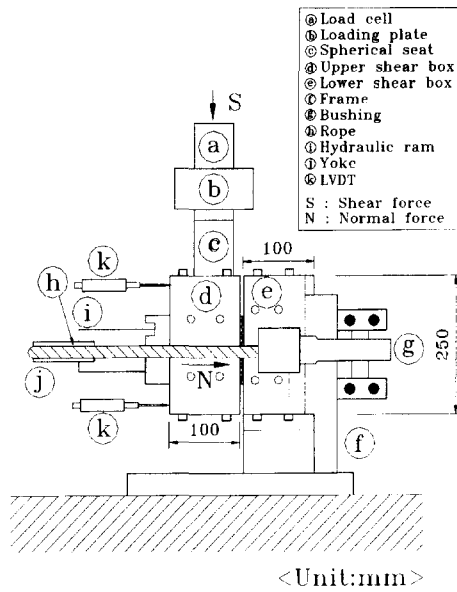 ⓐ Load cell
ⓑ Loading plate
ⓒ Spherical seat
ⓓ Upper shear box
ⓔ Lower shear box
ⓕ Frame
ⓖ Bushing
ⓗ Rope
ⓘ Hydraulic ram
ⓙ Yoke
ⓚ LVDT
S : Shear force
N : Normal force
S
ⓐ
ⓑ
ⓒ
100
ⓚ
ⓗ
ⓘ
ⓓ
ⓔ
ⓙ
N
ⓖ
250
ⓚ
100
ⓕ
<Unit:mm>